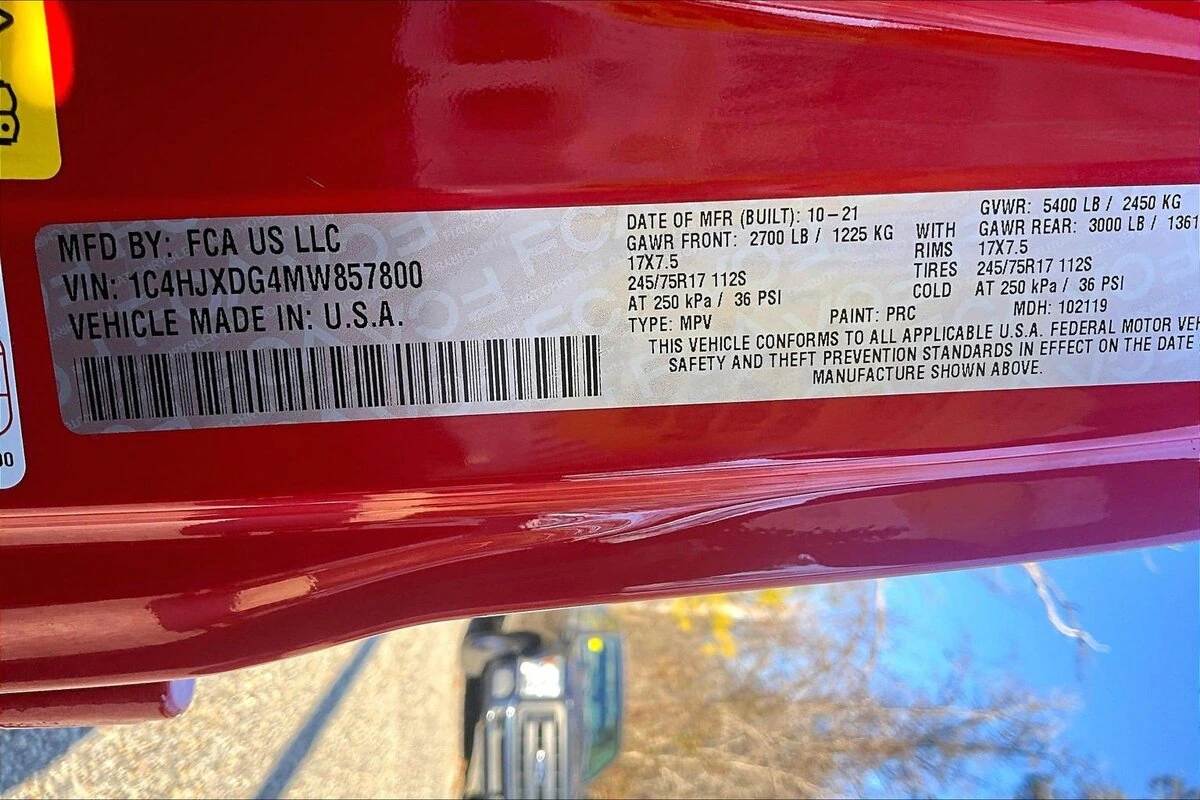 MFD BY: FCA US LLC
VIN: 1C4HJXDG4MW857800
VEHICLE MADE IN: U.S.A.
DATE OF MFR (BUILT): 10-21
GVWR: 5400 LB / 2450 KG
GAWR FRONT: 2700 LB / 1225 KG WITH GAWR REAR: 3000 LB / 1361
17X7.5 RIMS 17X7.5
245/75R17 112S TIRES 245/75R17 112S
AT 250 kPa / 36 PSI COLD AT 250 kPa / 36 PSI
TYPE: MPV PAINT: PRC MDH: 102119
THIS VEHICLE CONFORMS TO ALL APPLICABLE U.S.A. FEDERAL MOTOR VEH
SAFETY AND THEFT PREVENTION STANDARDS IN EFFECT ON THE DATE
MANUFACTURE SHOWN ABOVE.